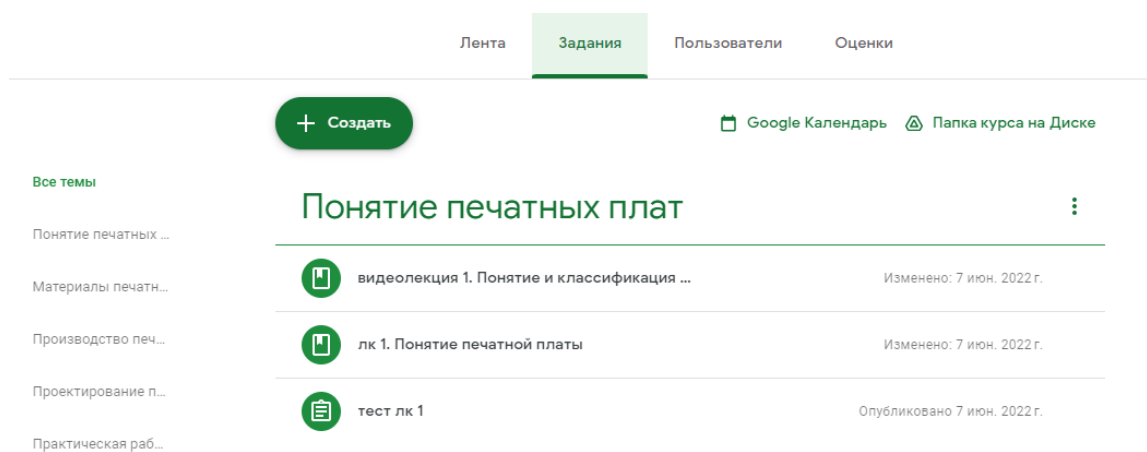 Лента Задания Пользователи Оценки
Создать Google Календарь Папка курса на Диске
Все темы
Понятие печатных ...
Материалы печатн...
Производство печ...
Проектирование п...
Практическая раб...
Понятие печатных плат
видеолекция 1. Понятие и классификация ... Изменено: 7 июн. 2022 г.
лк 1. Понятие печатной платы Изменено: 7 июн. 2022 г.
тест лк 1 Опубликовано 7 июн. 2022 г.